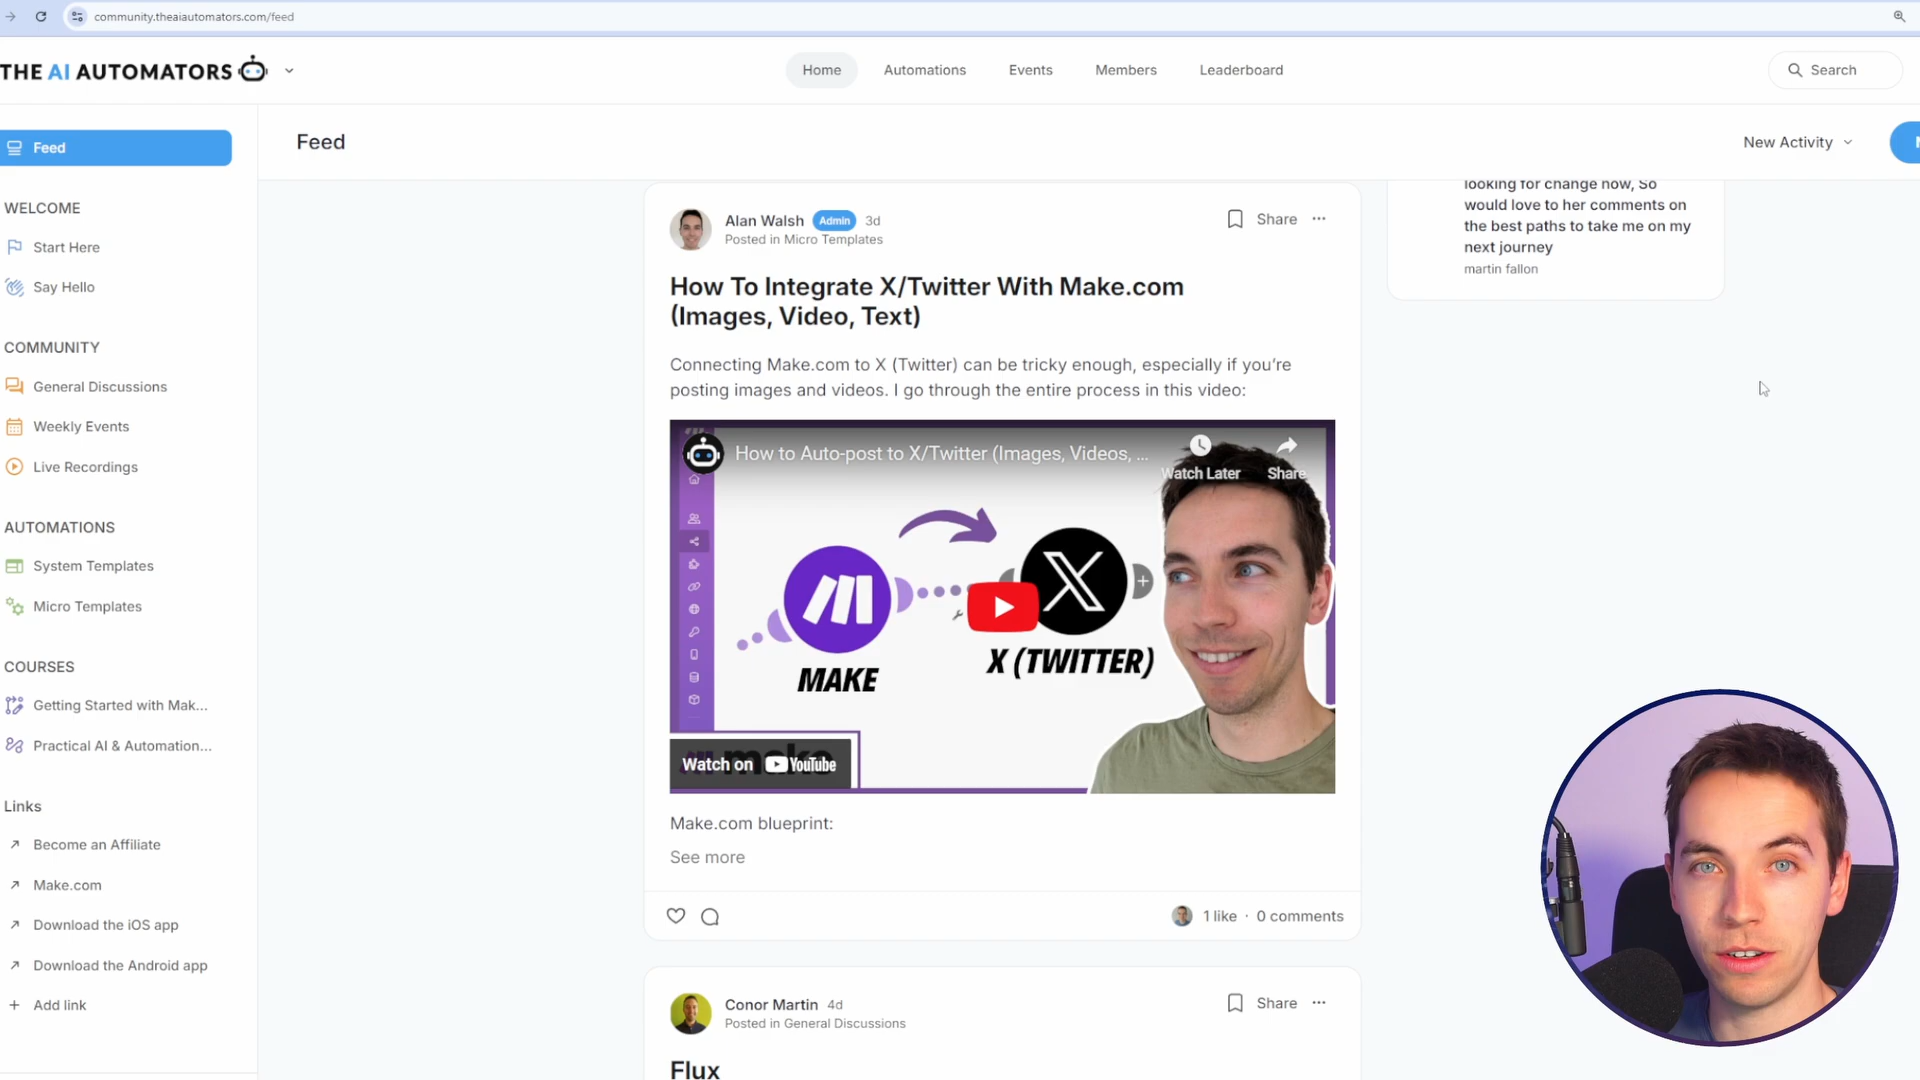 community.theaiautomators.com/feed
THE AI AUTOMATORS
Home
Automations
Events
Members
Leaderboard
Search
Feed
Feed
New Activity
WELCOME
Start Here
Say Hello
COMMUNITY
General Discussions
Weekly Events
Live Recordings
AUTOMATIONS
System Templates
Micro Templates
COURSES
Getting Started with Mak...
Practical AI & Automation...
Links
Become an Affiliate
Make.com
Download the iOS app
Download the Android app
Add link
Alan Walsh Admin 3d
Posted in Micro Templates
Share
How To Integrate X/Twitter With Make.com
(Images, Video, Text)
Connecting Make.com to X (Twitter) can be tricky enough, especially if you're
posting images and videos. I go through the entire process in this video:
How to Auto-post to X/Twitter (Images, Videos, ...
Watch Later
Share
MAKE
X (TWITTER)
make
Watch on YouTube
Make.com blueprint:
See more
1 like · 0 comments
Conor Martin 4d
Posted in General Discussions
Share
Flux
looking for change now, So
would love to her comments on
the best paths to take me on my
next journey
martin fallon